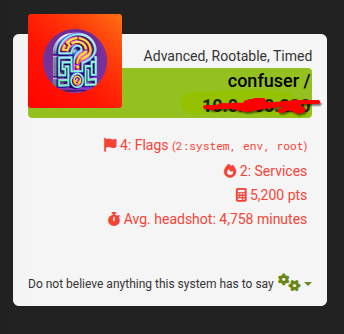 Advanced, Rootable, Timed
confuser /
4: Flags (2:system, env, root)
2: Services
5,200 pts
Avg. headshot: 4,758 minutes
Do not believe anything this system has to say